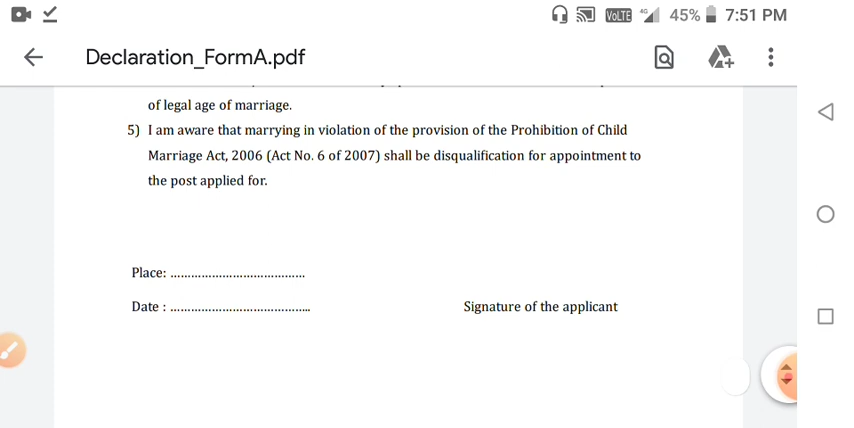 VoLTE 4G 45% 7:51 PM
Declaration_FormA.pdf
of legal age of marriage.
5) I am aware that marrying in violation of the provision of the Prohibition of Child
Marriage Act, 2006 (Act No. 6 of 2007) shall be disqualification for appointment to
the post applied for.
Place: ........................................
Date : ..........................................
Signature of the applicant